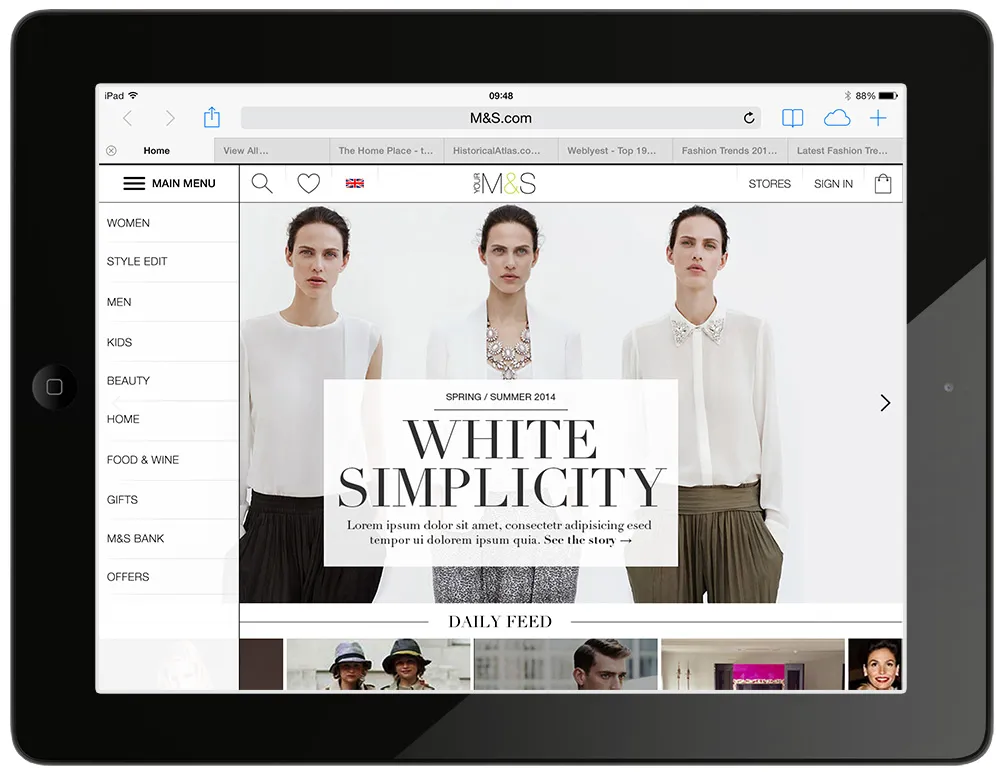 iPad
09:48
88%
M&S.com
Home
View All...
The Home Place - t...
HistoricalAtlas.co...
Weblyest - Top 19...
Fashion Trends 201...
Latest Fashion Tre...
MAIN MENU
YOUR M&S
STORES
SIGN IN
WOMEN
STYLE EDIT
MEN
KIDS
BEAUTY
HOME
FOOD & WINE
GIFTS
M&S BANK
OFFERS
SPRING / SUMMER 2014
WHITE
SIMPLICITY
Lorem ipsum dolor sit amet, consectetr adipisicing esed
tempor ui dolorem ipsum quia. See the story →
DAILY FEED